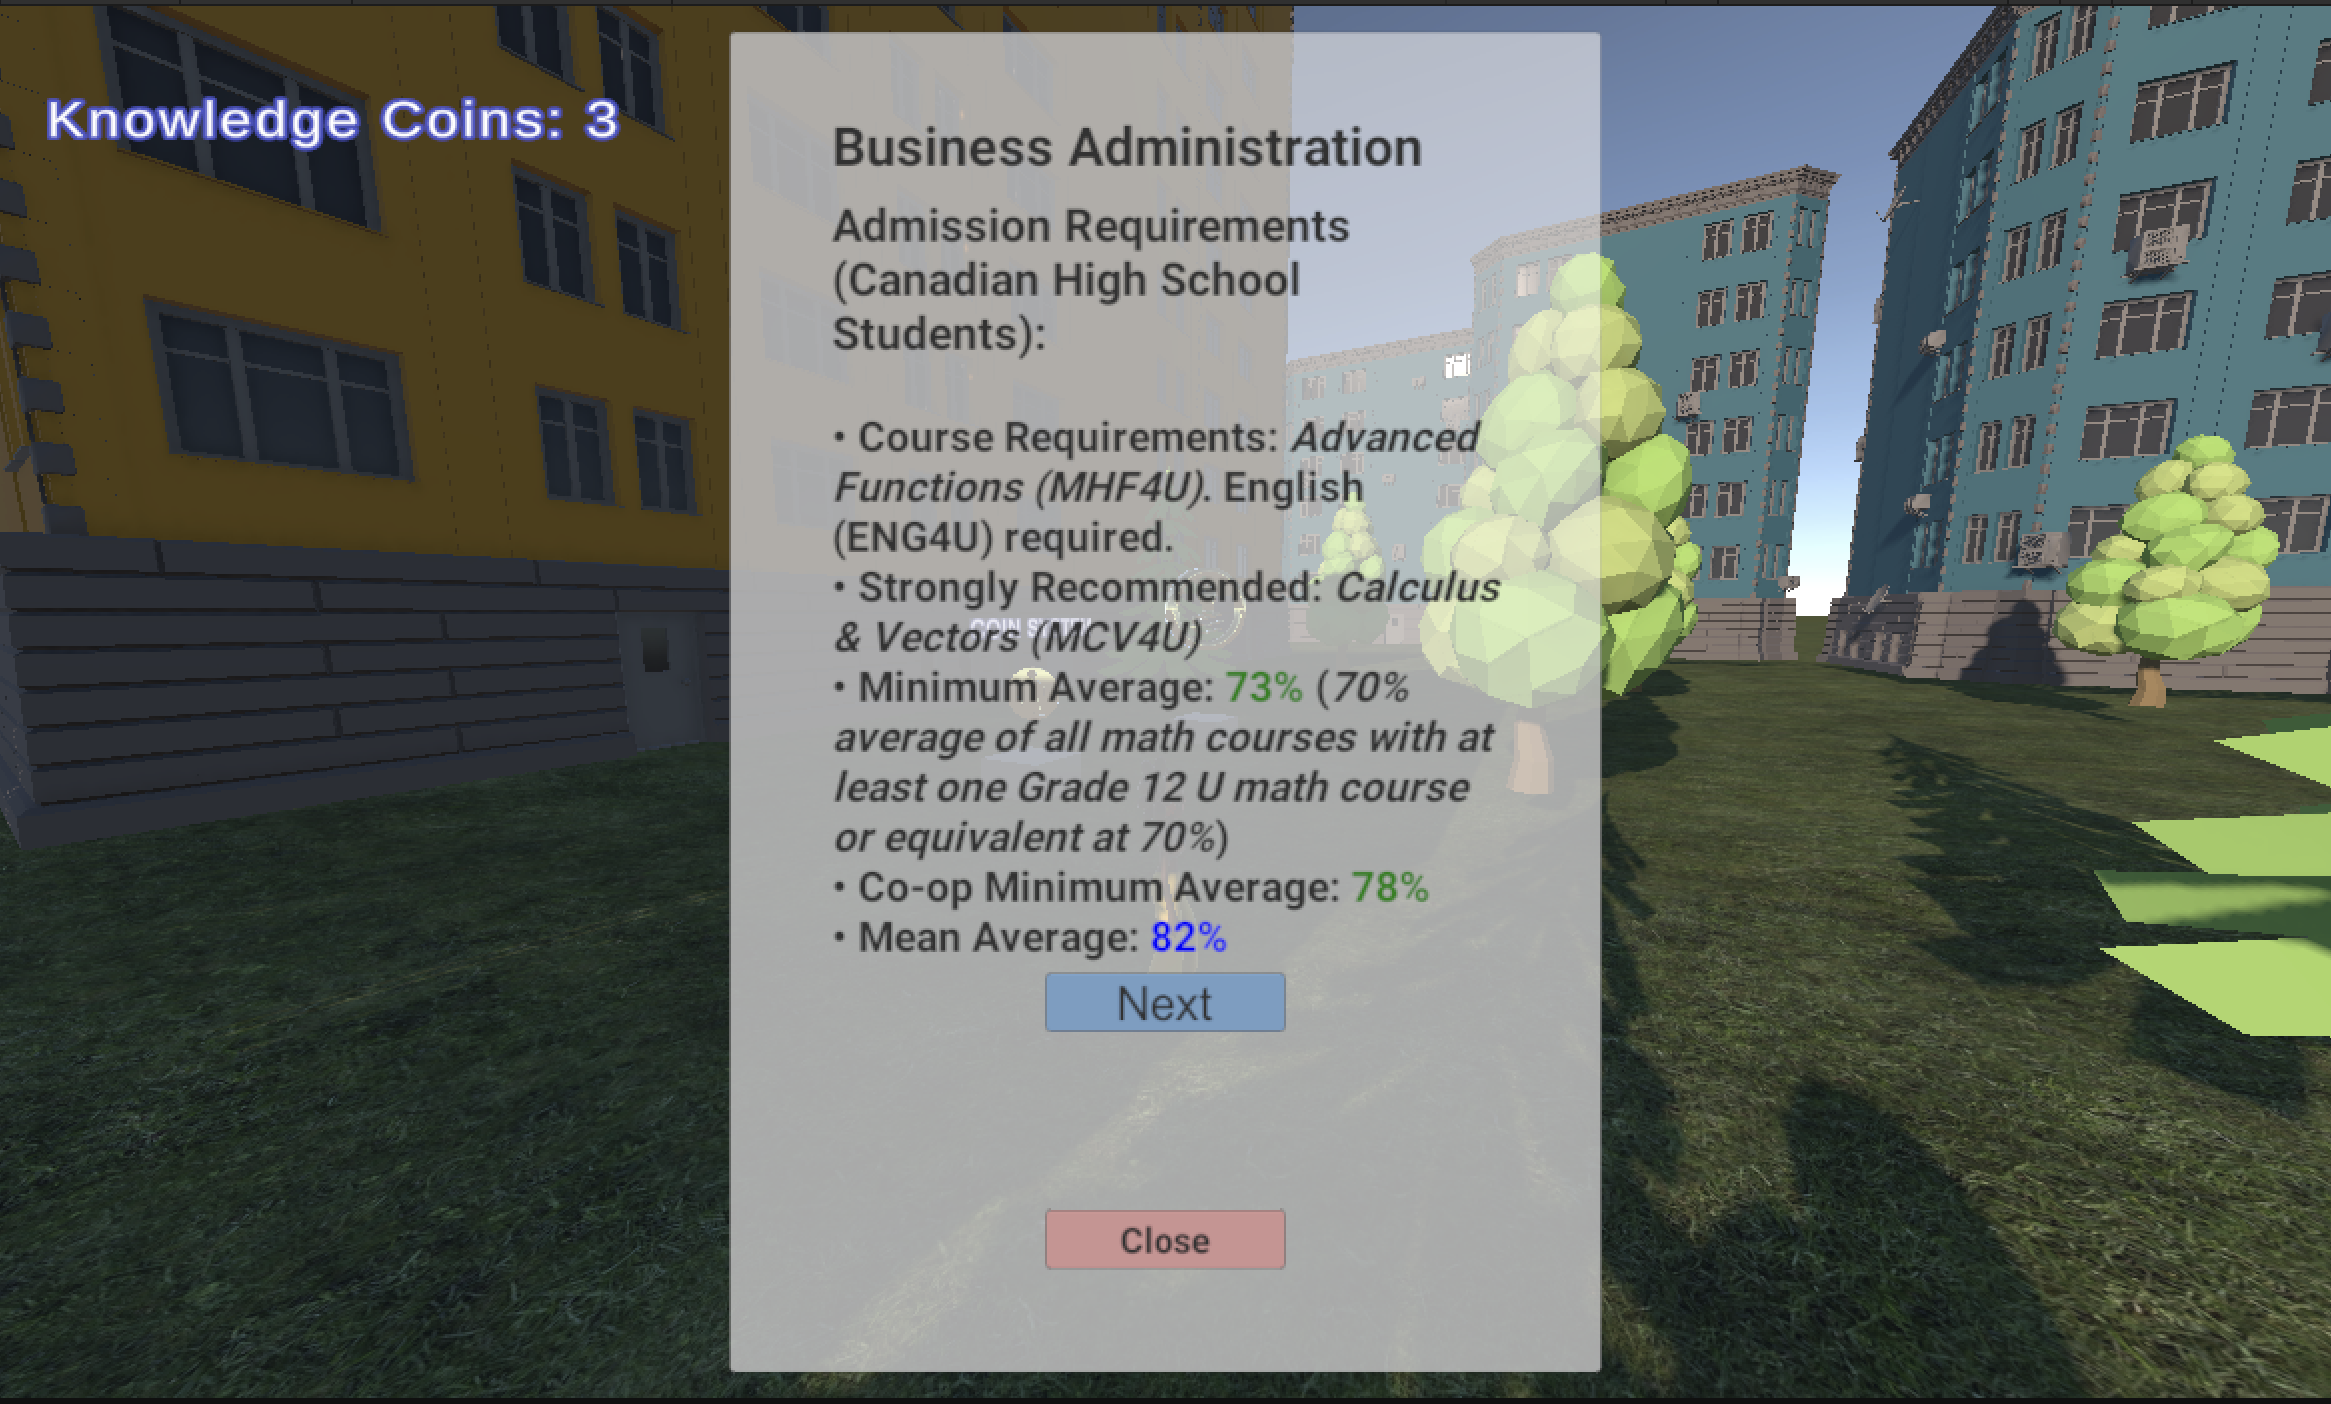 Knowledge Coins: 3
Business Administration
Admission Requirements
(Canadian High School
Students):
• Course Requirements: Advanced
Functions (MHF4U). English
(ENG4U) required.
• Strongly Recommended: Calculus
& Vectors (MCV4U)
COIN SYSTEM
• Minimum Average: 73% (70%
average of all math courses with at
least one Grade 12 U math course
or equivalent at 70%)
• Co-op Minimum Average: 78%
• Mean Average: 82%
Next
Close